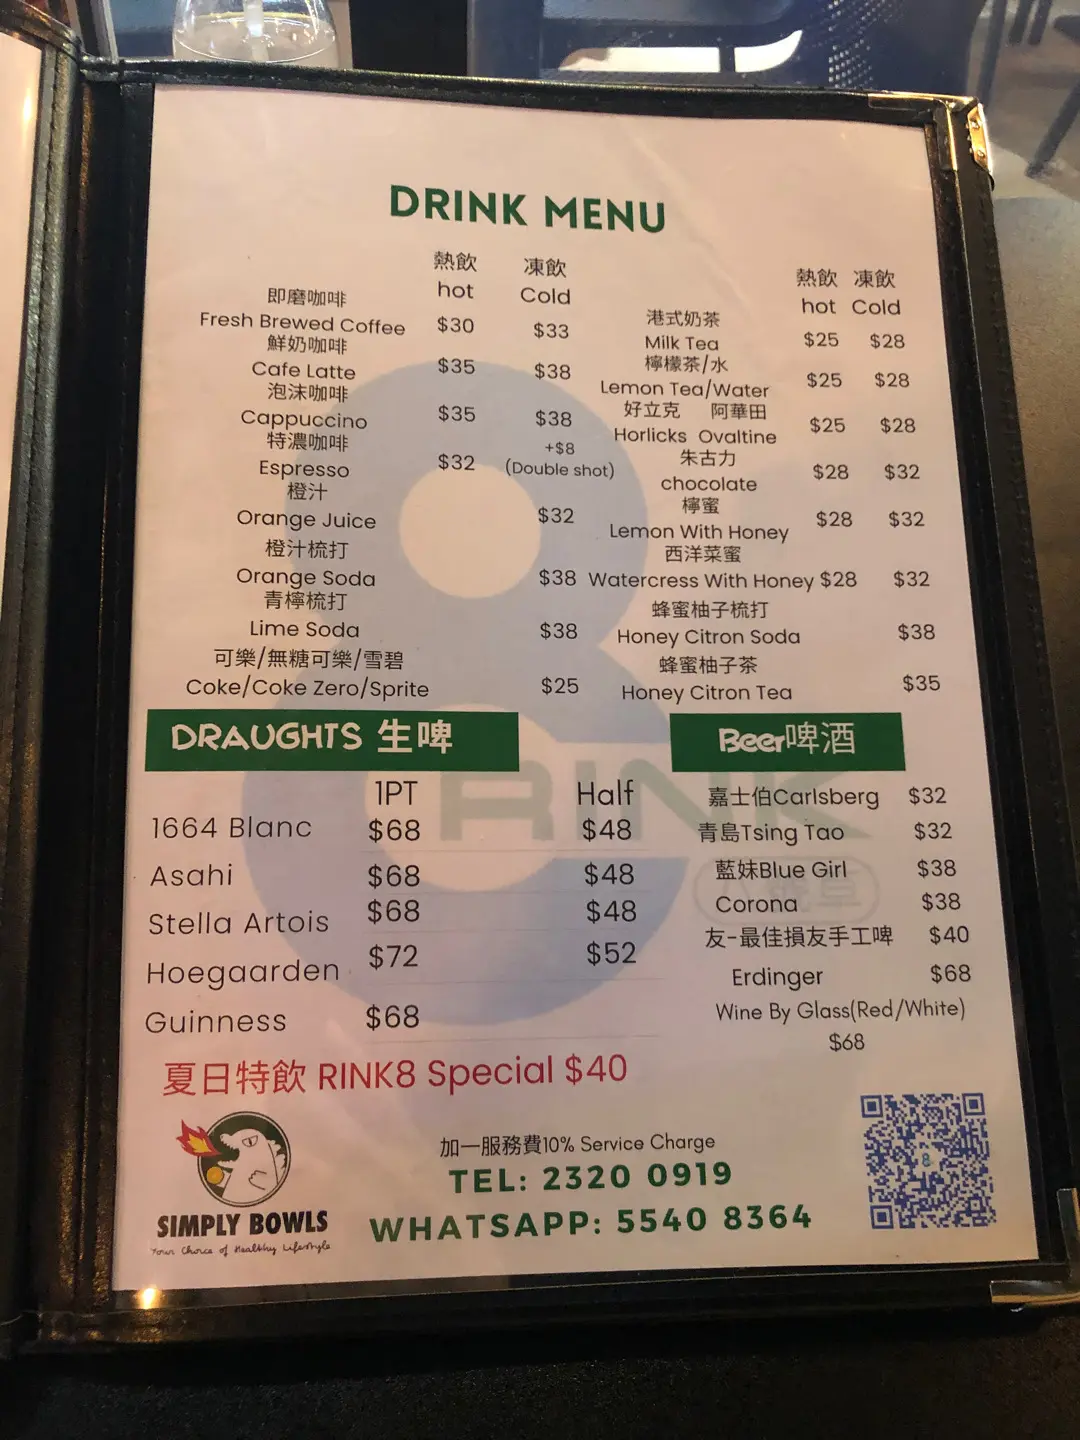 DRINK MENU
熱飲 凍飲
hot Cold
即磨咖啡
Fresh Brewed Coffee $30 $33
鮮奶咖啡
Cafe Latte $35 $38
泡沫咖啡
Cappuccino $35 $38
特濃咖啡 +$8
Espresso $32 (Double shot)
橙汁
Orange Juice $32
橙汁梳打
Orange Soda $38
青檸梳打
Lime Soda $38
可樂/無糖可樂/雪碧
Coke/Coke Zero/Sprite $25
熱飲 凍飲
hot Cold
港式奶茶
Milk Tea $25 $28
檸檬茶/水
Lemon Tea/Water $25 $28
好立克 阿華田
Horlicks Ovaltine $25 $28
朱古力
chocolate $28 $32
檸蜜
Lemon With Honey $28 $32
西洋菜蜜
Watercress With Honey $28 $32
蜂蜜柚子梳打
Honey Citron Soda $38
蜂蜜柚子茶
Honey Citron Tea $35
DRAUGHTS 生啤
1PT Half
1664 Blanc $68 $48
Asahi $68 $48
Stella Artois $68 $48
Hoegaarden $72 $52
Guinness $68
Beer啤酒
嘉士伯Carlsberg $32
青島Tsing Tao $32
藍妹Blue Girl $38
Corona $38
友-最佳損友手工啤 $40
Erdinger $68
Wine By Glass(Red/White)
$68
夏日特飲 RINK8 Special $40
加一服務費10% Service Charge
TEL: 2320 0919
WHATSAPP: 5540 8364
SIMPLY BOWLS
Your Choice of Healthy Lifestyle
8
RINK